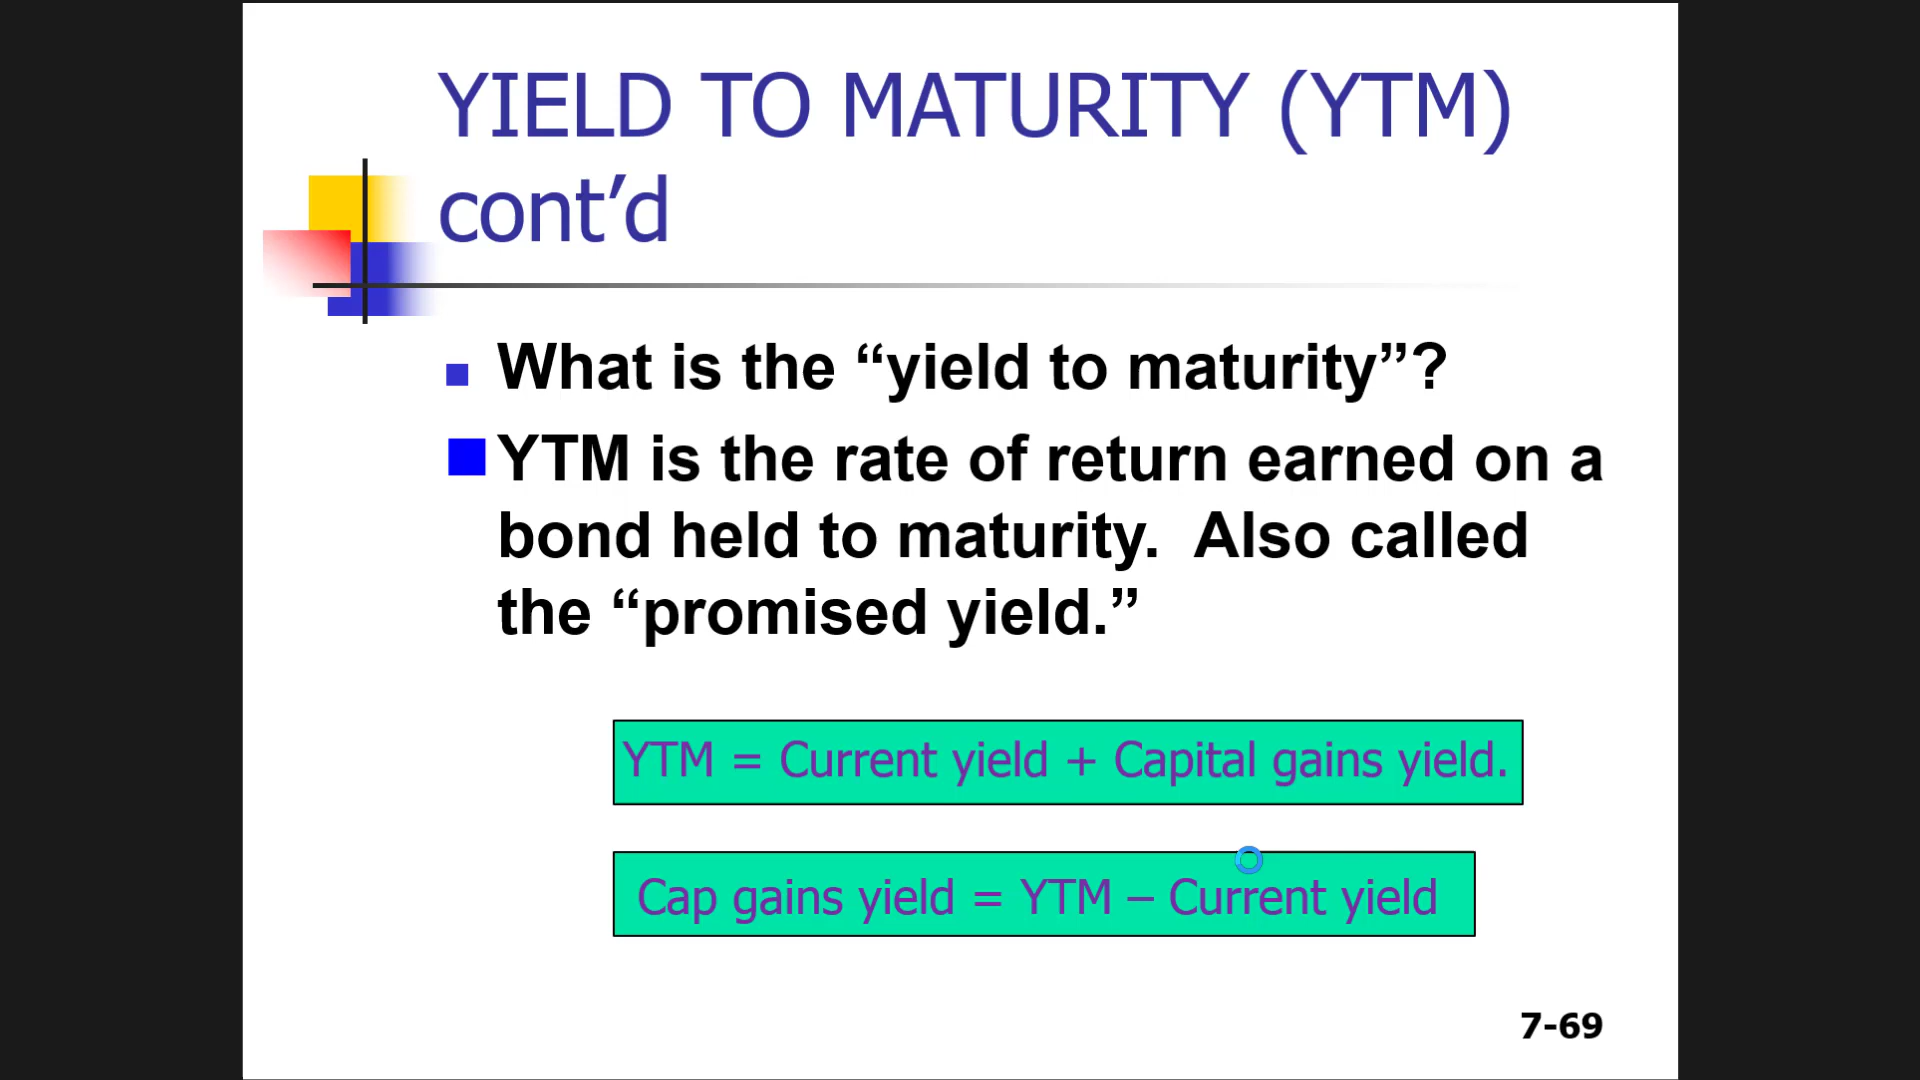 YIELD TO MATURITY (YTM)
cont’d
What is the “yield to maturity”?
YTM is the rate of return earned on a
bond held to maturity.  Also called
the “promised yield.”
YTM = Current yield + Capital gains yield.
Cap gains yield = YTM – Current yield
7-69